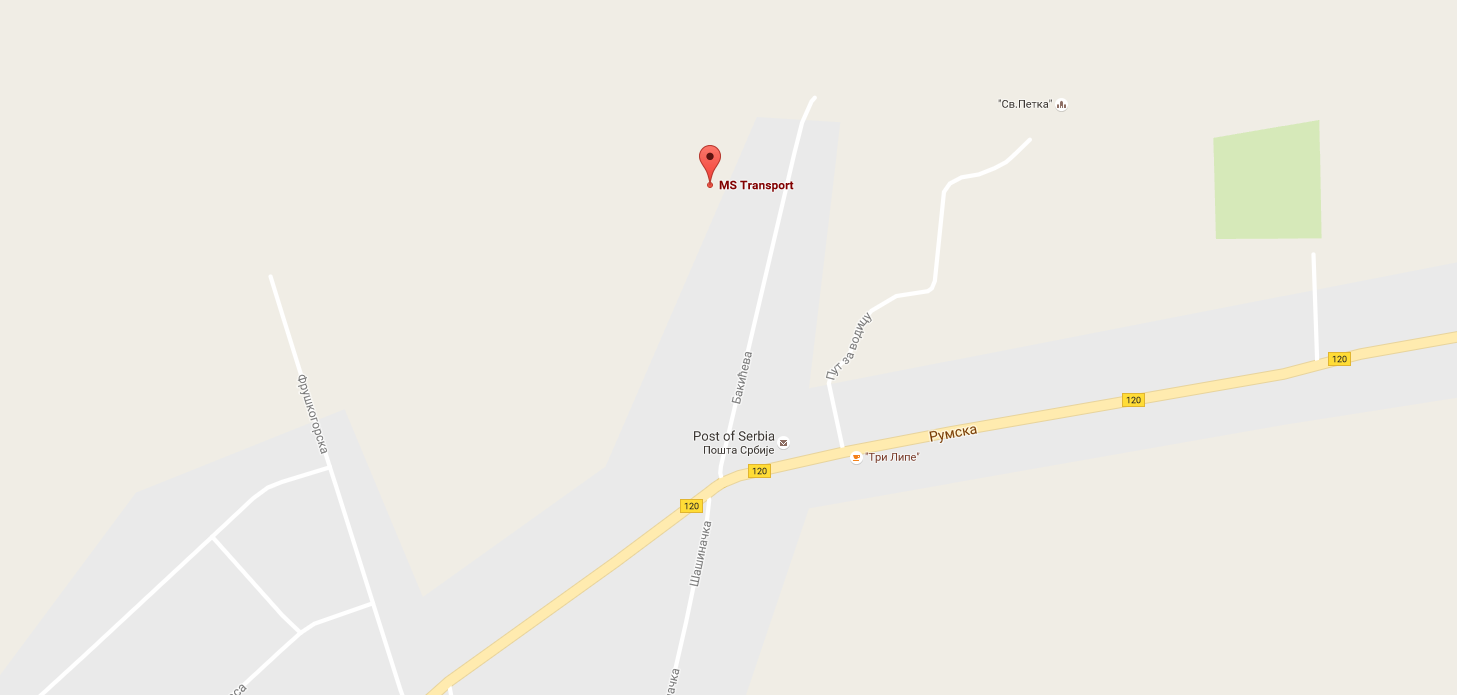 "Св.Петка"
MS Transport
Пут за водицу
Бакићева
120
120
Фрушкогорска
Румска
Post of Serbia
Пошта Србије
"Три Липе"
120
120
Шашиначка